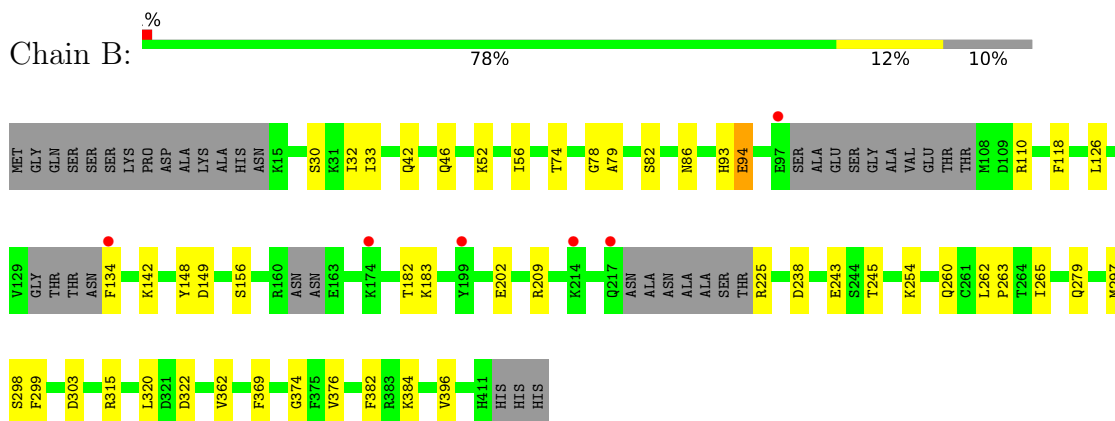 .%
Chain B:
78% 12% 10%
MET GLY GLN SER SER SER LYS PRO ASP ALA LYS ALA HIS ASN K15 S30 K31 I32 I33 Q42 Q46 K52 I56 T74 G78 A79 S82 N86 H93 E94 E97 SER ALA GLU SER GLY ALA VAL GLU THR THR M108 D109 R110 F118 L126
V129 GLY THR THR ASN F134 K142 Y148 D149 S156 R160 ASN ASN E163 K174 T182 K183 Y199 E202 R209 K214 Q217 ASN ALA ASN ALA ALA SER THR R225 D238 E243 S244 T245 K254 Q260 C261 L262 P263 T264 I265 Q279 M297
S298 F299 D303 R315 L320 D321 D322 V362 F369 G374 F375 V376 F382 R383 K384 V396 H411 HIS HIS HIS